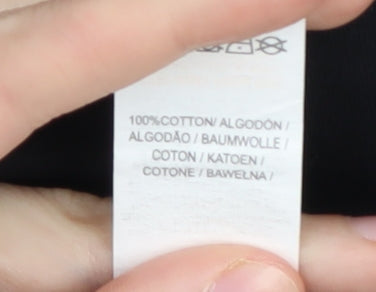 100%COTTON/ ALGODÓN /
ALGODÃO / BAUMWOLLE /
COTON / KATOEN /
COTONE / BAWEŁNA /